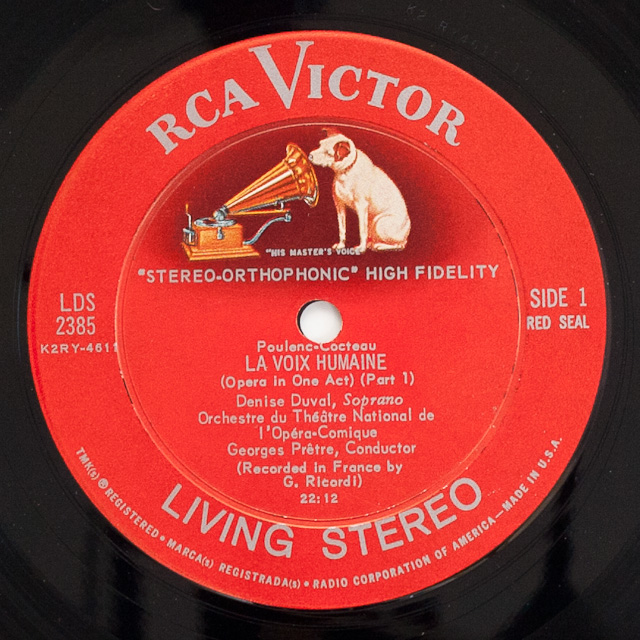 RCA VICTOR
"HIS MASTER'S VOICE"
"STEREO-ORTHOPHONIC" HIGH FIDELITY
LDS
2385
K2RY-4611
SIDE 1
RED SEAL
Poulenc-Cocteau
LA VOIX HUMAINE
(Opera in One Act) (Part 1)
Denise Duval, Soprano
Orchestre du Théâtre National de
l'Opéra-Comique
Georges Prêtre, Conductor
(Recorded in France by
G. Ricordi)
22:12
LIVING STEREO
TMK(s) ® REGISTERED • MARCA(s) REGISTRADA(s) • RADIO CORPORATION OF AMERICA—MADE IN U.S.A.